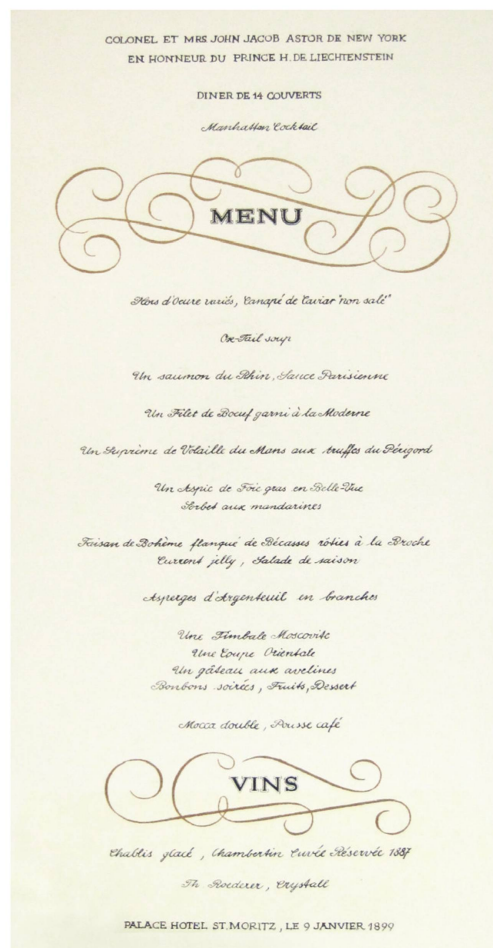 COLONEL ET MRS JOHN JACOB ASTOR DE NEW YORK
EN HONNEUR DU PRINCE H. DE LIECHTENSTEIN
DINER DE 14 COUVERTS
Manhattan Cocktail
MENU
Hors d'oeuvre variés, Canapé de Caviar "non salé"
Ox-Tail soup
Un saumon du Rhin, Sauce Parisienne
Un Filet de Boeuf garni à la Moderne
Un Suprème de Volaille du Mans aux truffes du Périgord
Un Aspic de Foie gras en Belle-Vue
Sorbet aux mandarines
Faisan de Bohème flanqué de Bécasses rôties à la Broche
Current jelly, Salade de saison
Asperges d'Argenteuil en branches
Une Timbale Moscovite
Une Coupe Orientale
Un gâteau aux avelines
Bonbons soirées, Fruits, Dessert
Mocca double, Pousse café
VINS
Chablis glacé, Chambertin Cuvée Réservée 1887
Th. Roederer, Crystall
PALACE HOTEL ST. MORITZ, LE 9 JANVIER 1899